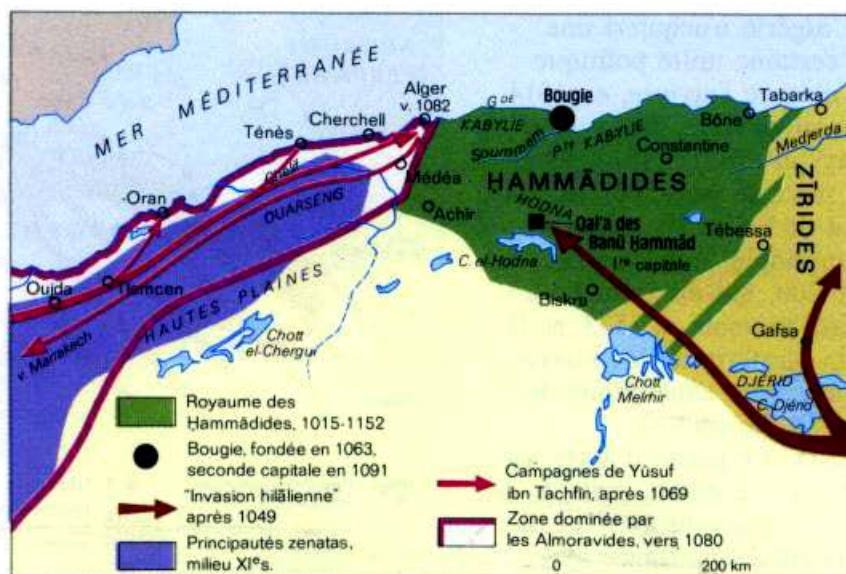 MER MÉDITERRANÉE
Alger
v. 1082
Cherchell
Ténès
Oran
Chélif
OUARSENG
Médéa
Achir
Oujda
Tlemcen
HAUTES PLAINES
v. Marrakech
Chott
el-Chergui
GDE
KABYLIE
Bougie
Soummam
PTE KABYLIE
Constantine
Bône
Tabarka
Medjerda
ḤAMMĀDIDES
HODNA
Qal'a des
Banū Ḥammād
1re capitale
C. el-Hodna
Biskra
Tébessa
ZĪRIDES
Gafsa
Chott
Melrhir
DJÉRID
C. Djérid
Royaume des
Ḥammādides, 1015-1152
Bougie, fondée en 1063,
seconde capitale en 1091
"Invasion hilālienne"
après 1049
Principautés zenatas,
milieu XIe s.
Campagnes de Yūsuf
ibn Tachfīn, après 1069
Zone dominée par
les Almoravides, vers 1080
0 200 km